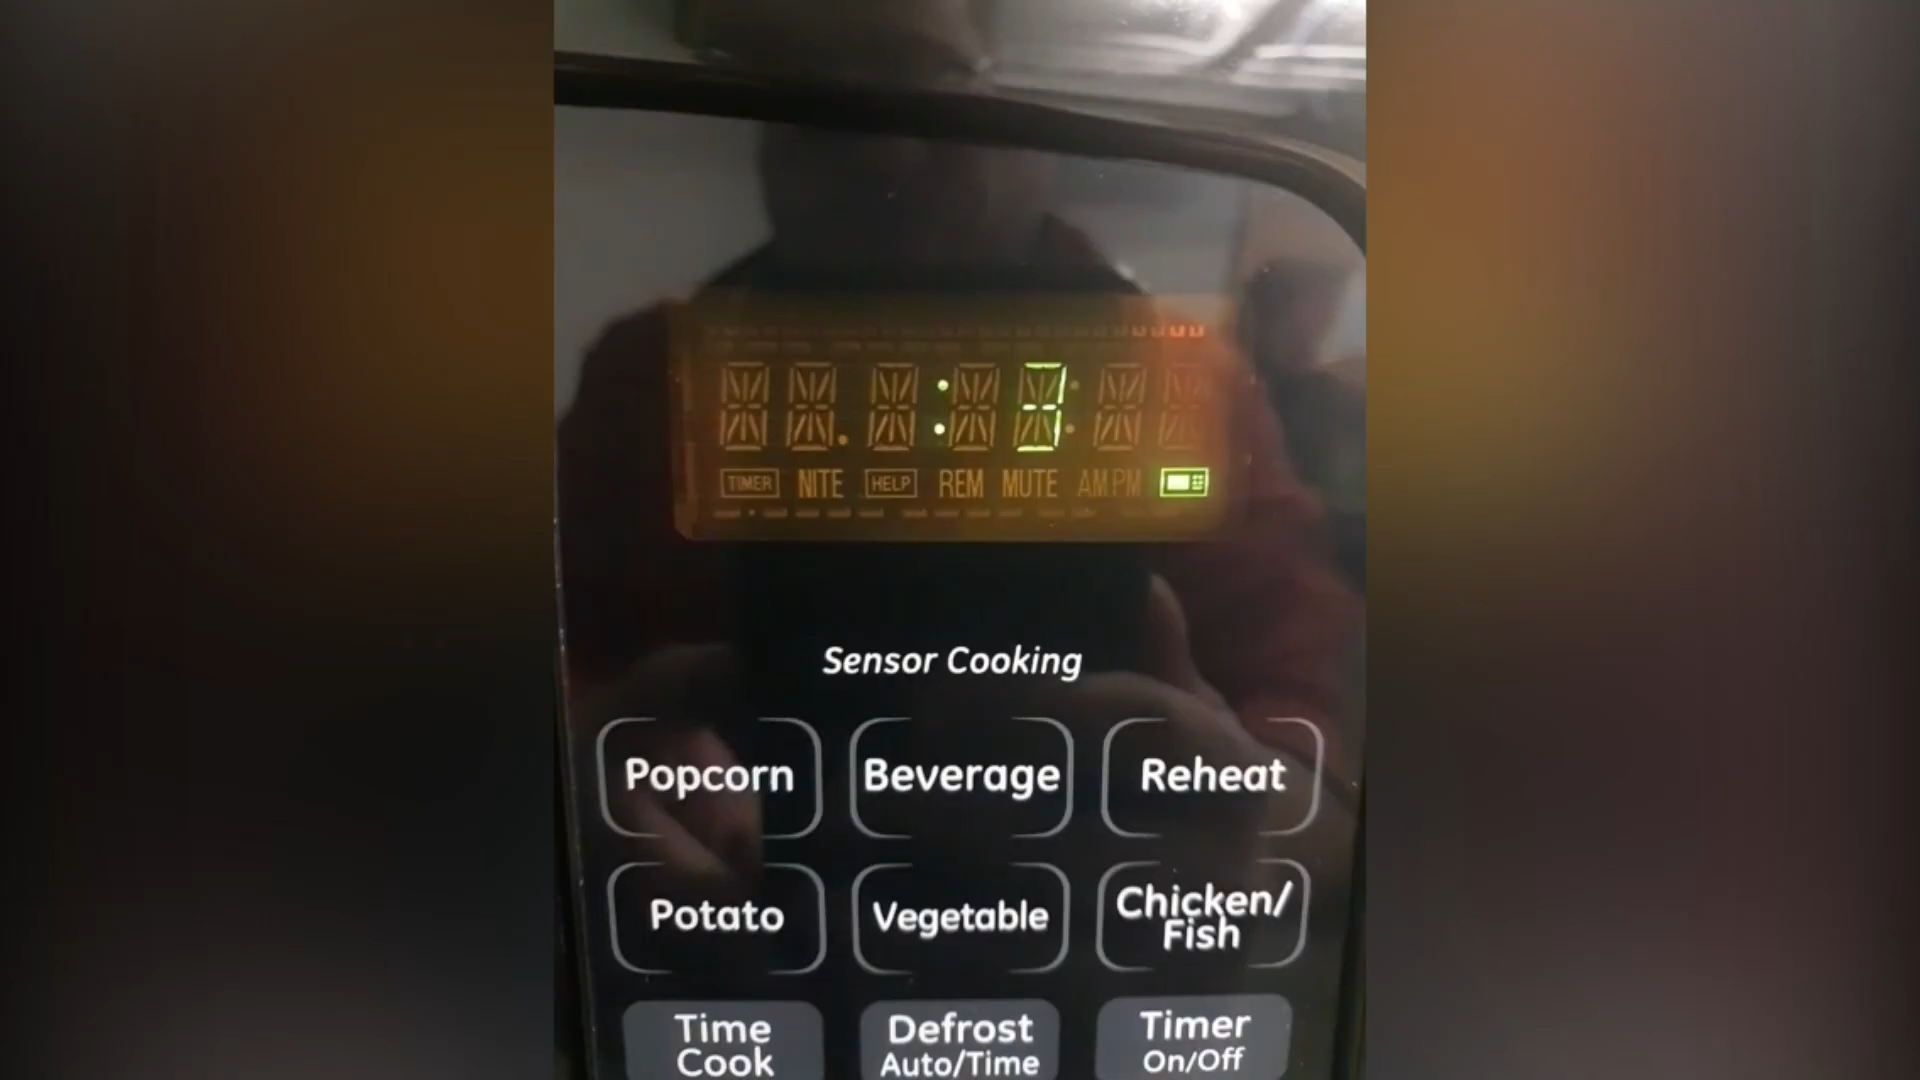 : 3
TIMER NITE HELP REM MUTE AM PM
Sensor Cooking
Popcorn Beverage Reheat
Potato Vegetable Chicken/
Fish
Time Defrost Timer
Cook Auto/Time On/Off